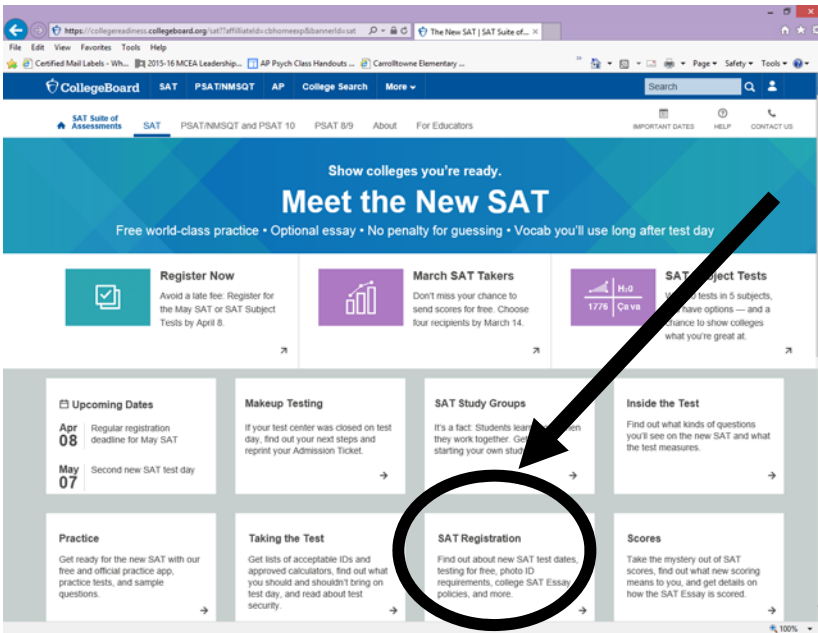 https://collegereadiness.collegeboard.org/sat?affiliateId=cbhomeexp&bannerId=sat
The New SAT | SAT Suite of...
File Edit View Favorites Tools Help
Certified Mail Labels - Wh... 2015-16 MCEA Leadership... AP Psych Class Handouts ... Carrolltowne Elementary ...
Page Safety Tools
CollegeBoard SAT PSAT/NMSQT AP College Search More Search
SAT Suite of
Assessments
SAT PSAT/NMSQT and PSAT 10 PSAT 8/9 About For Educators
IMPORTANT DATES HELP CONTACT US
Show colleges you're ready.
Meet the New SAT
Free world-class practice • Optional essay • No penalty for guessing • Vocab you'll use long after test day
Register Now
Avoid a late fee: Register for
the May SAT or SAT Subject
Tests by April 8.
March SAT Takers
Don't miss your chance to
send scores for free. Choose
four recipients by March 14.
H₂0
1776 Ça va
SAT Subject Tests
tests in 5 subjects,
have options — and a
chance to show colleges
what you're great at.
Upcoming Dates
Apr
08
Regular registration
deadline for May SAT
May
07
Second new SAT test day
Makeup Testing
If your test center was closed on test
day, find out your next steps and
reprint your Admission Ticket.
SAT Study Groups
It's a fact: Students learn
they work together. Get
starting your own
Inside the Test
Find out what kinds of questions
you'll see on the new SAT and what
the test measures.
Practice
Get ready for the new SAT with our
free and official practice app,
practice tests, and sample
questions.
Taking the Test
Get lists of acceptable IDs and
approved calculators, find out what
you should and shouldn't bring on
test day, and read about test
security.
SAT Registration
Find out about new SAT test dates,
testing for free, photo ID
requirements, college SAT Essay
policies, and more.
Scores
Take the mystery out of SAT
scores, find out what new scoring
means to you, and get details on
how the SAT Essay is scored.
100%